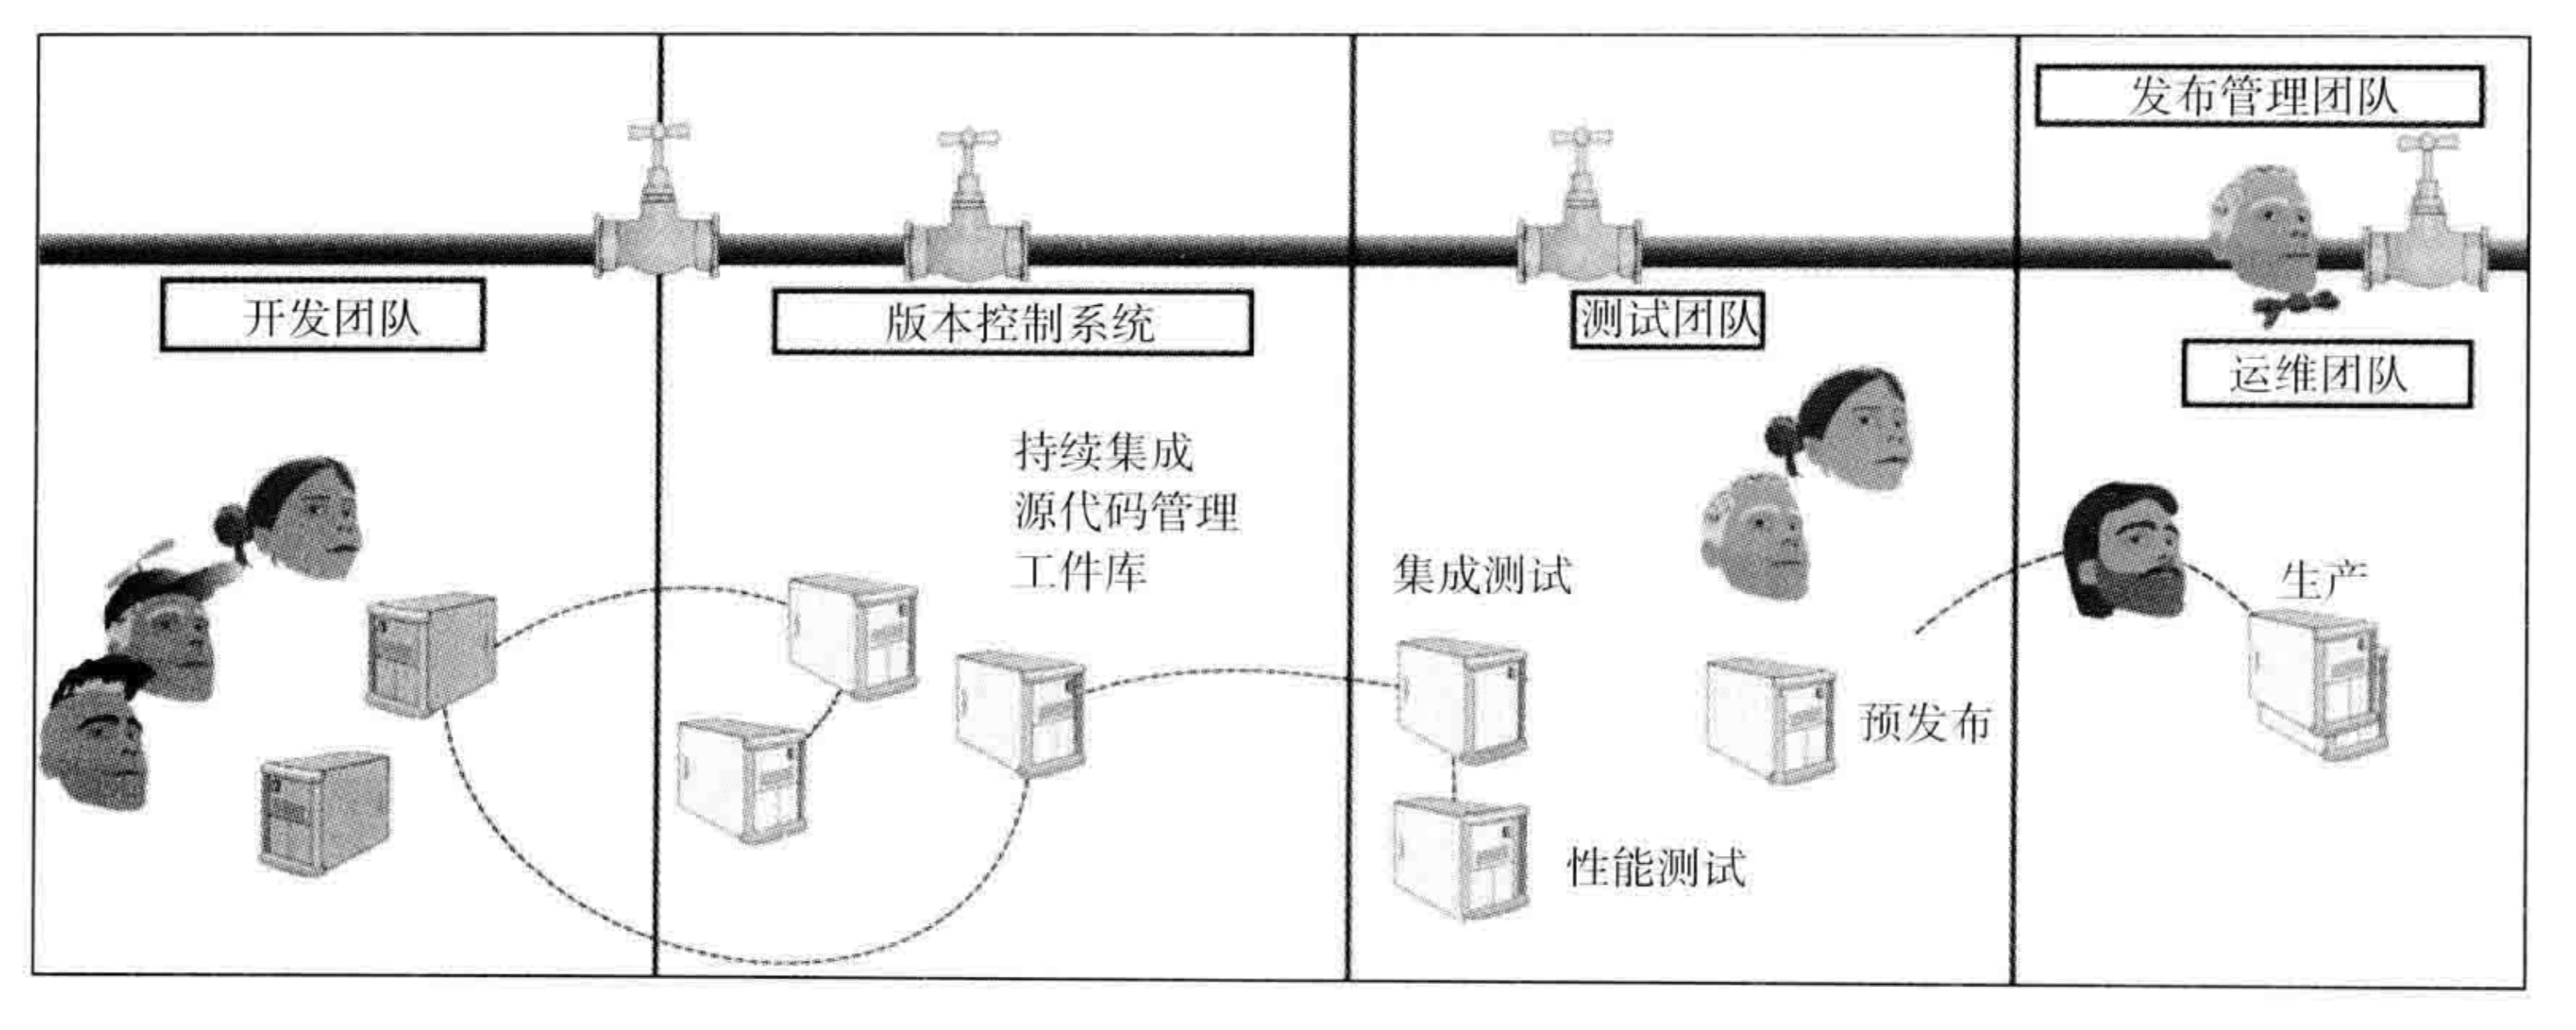 发布管理团队
开发团队
版本控制系统
测试团队
运维团队
持续集成
源代码管理
工件库
集成测试
生产
预发布
性能测试